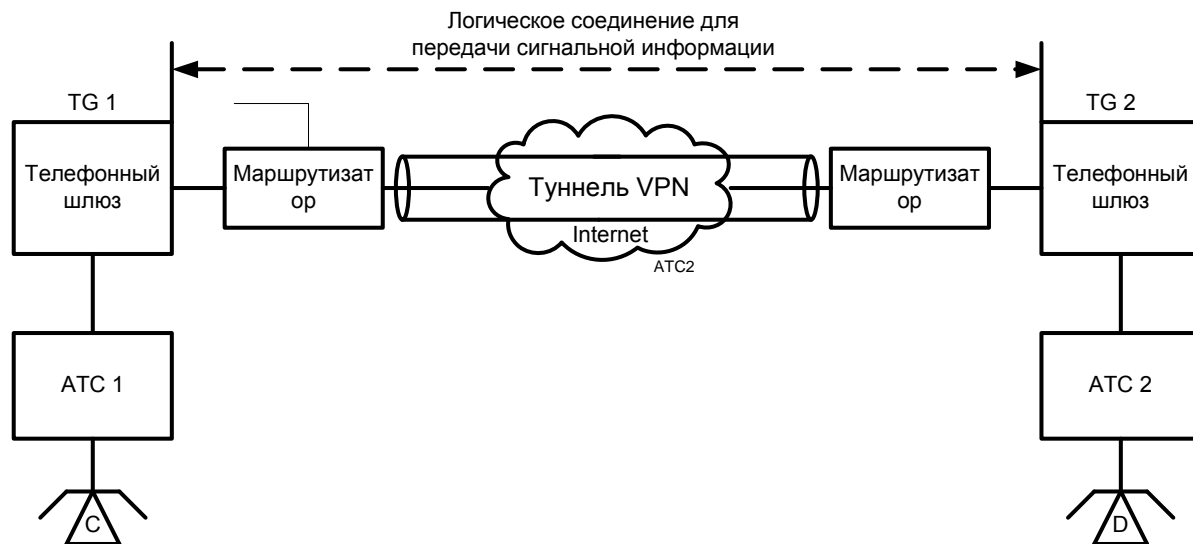 Логическое соединение для
передачи сигнальной информации
TG 1
TG 2
Телефонный
шлюз
Маршрутизат
ор
Туннель VPN
Internet
АТС2
Маршрутизат
ор
Телефонный
шлюз
АТС 1
АТС 2
C
D